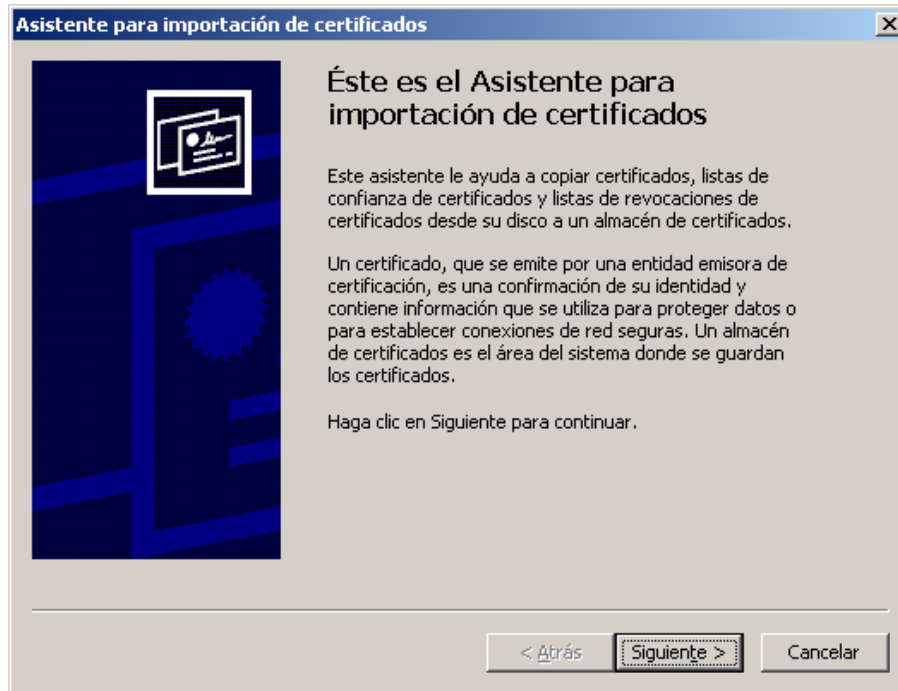 Asistente para importación de certificados
Éste es el Asistente para
importación de certificados
Este asistente le ayuda a copiar certificados, listas de
confianza de certificados y listas de revocaciones de
certificados desde su disco a un almacén de certificados.
Un certificado, que se emite por una entidad emisora de
certificación, es una confirmación de su identidad y
contiene información que se utiliza para proteger datos o
para establecer conexiones de red seguras. Un almacén
de certificados es el área del sistema donde se guardan
los certificados.
Haga clic en Siguiente para continuar.
< Atrás Siguiente > Cancelar